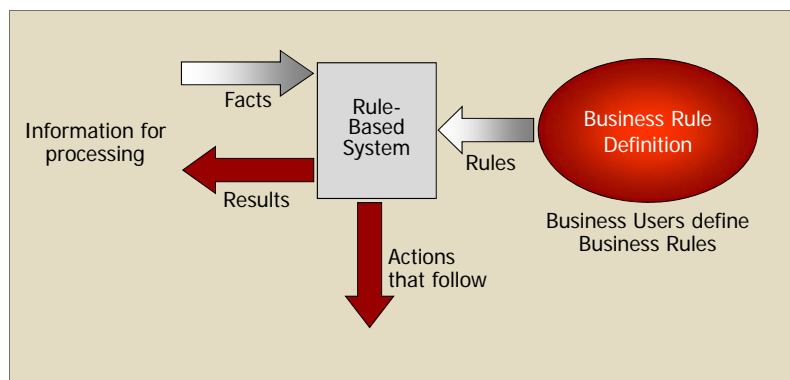 Facts
Information for
processing
Results
Rule-
Based
System
Actions
that follow
Rules
Business Rule
Definition
Business Users define
Business Rules